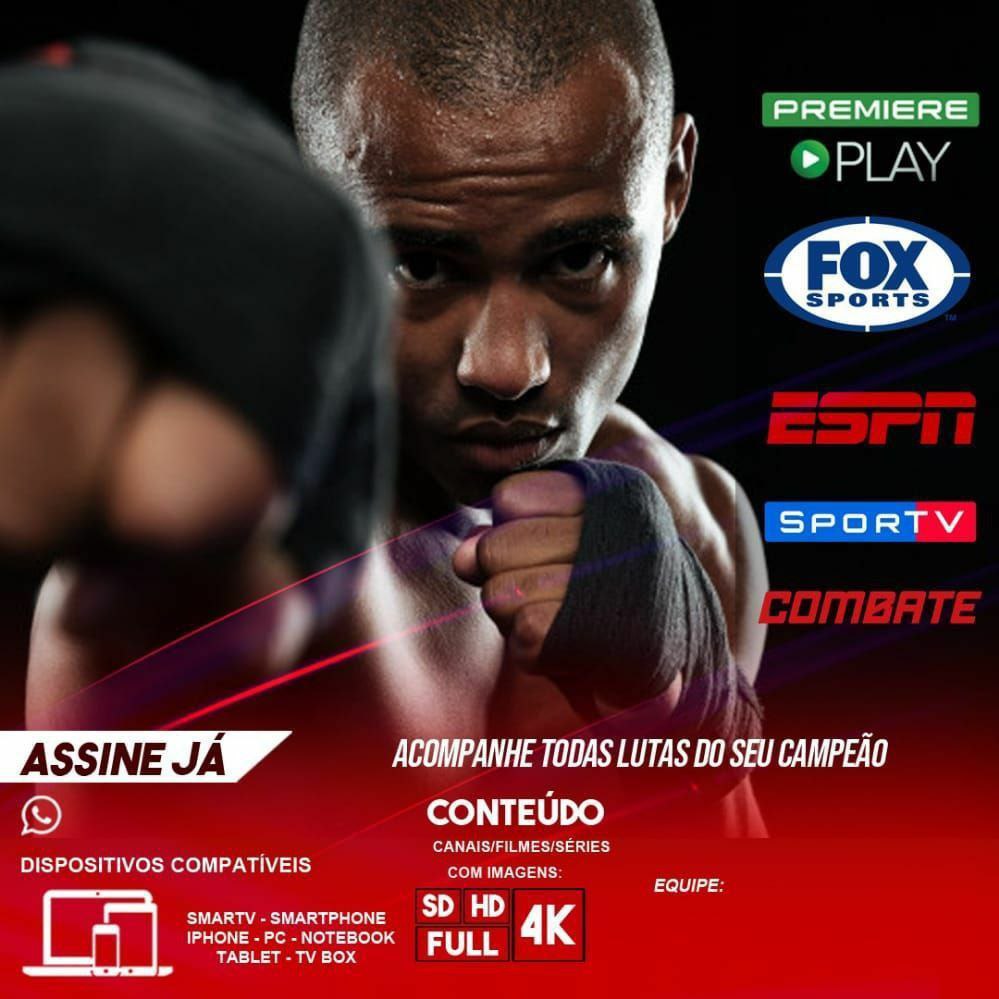 PREMIERE
PLAY
FOX
SPORTS
TM
ESPN
SPORTV
COMBATE
ASSINE JÁ
ACOMPANHE TODAS LUTAS DO SEU CAMPEÃO
CONTEÚDO
CANAIS/FILMES/SÉRIES
COM IMAGENS:
SD HD
FULL 4K
DISPOSITIVOS COMPATÍVEIS
SMARTV - SMARTPHONE
IPHONE - PC - NOTEBOOK
TABLET - TV BOX
EQUIPE: